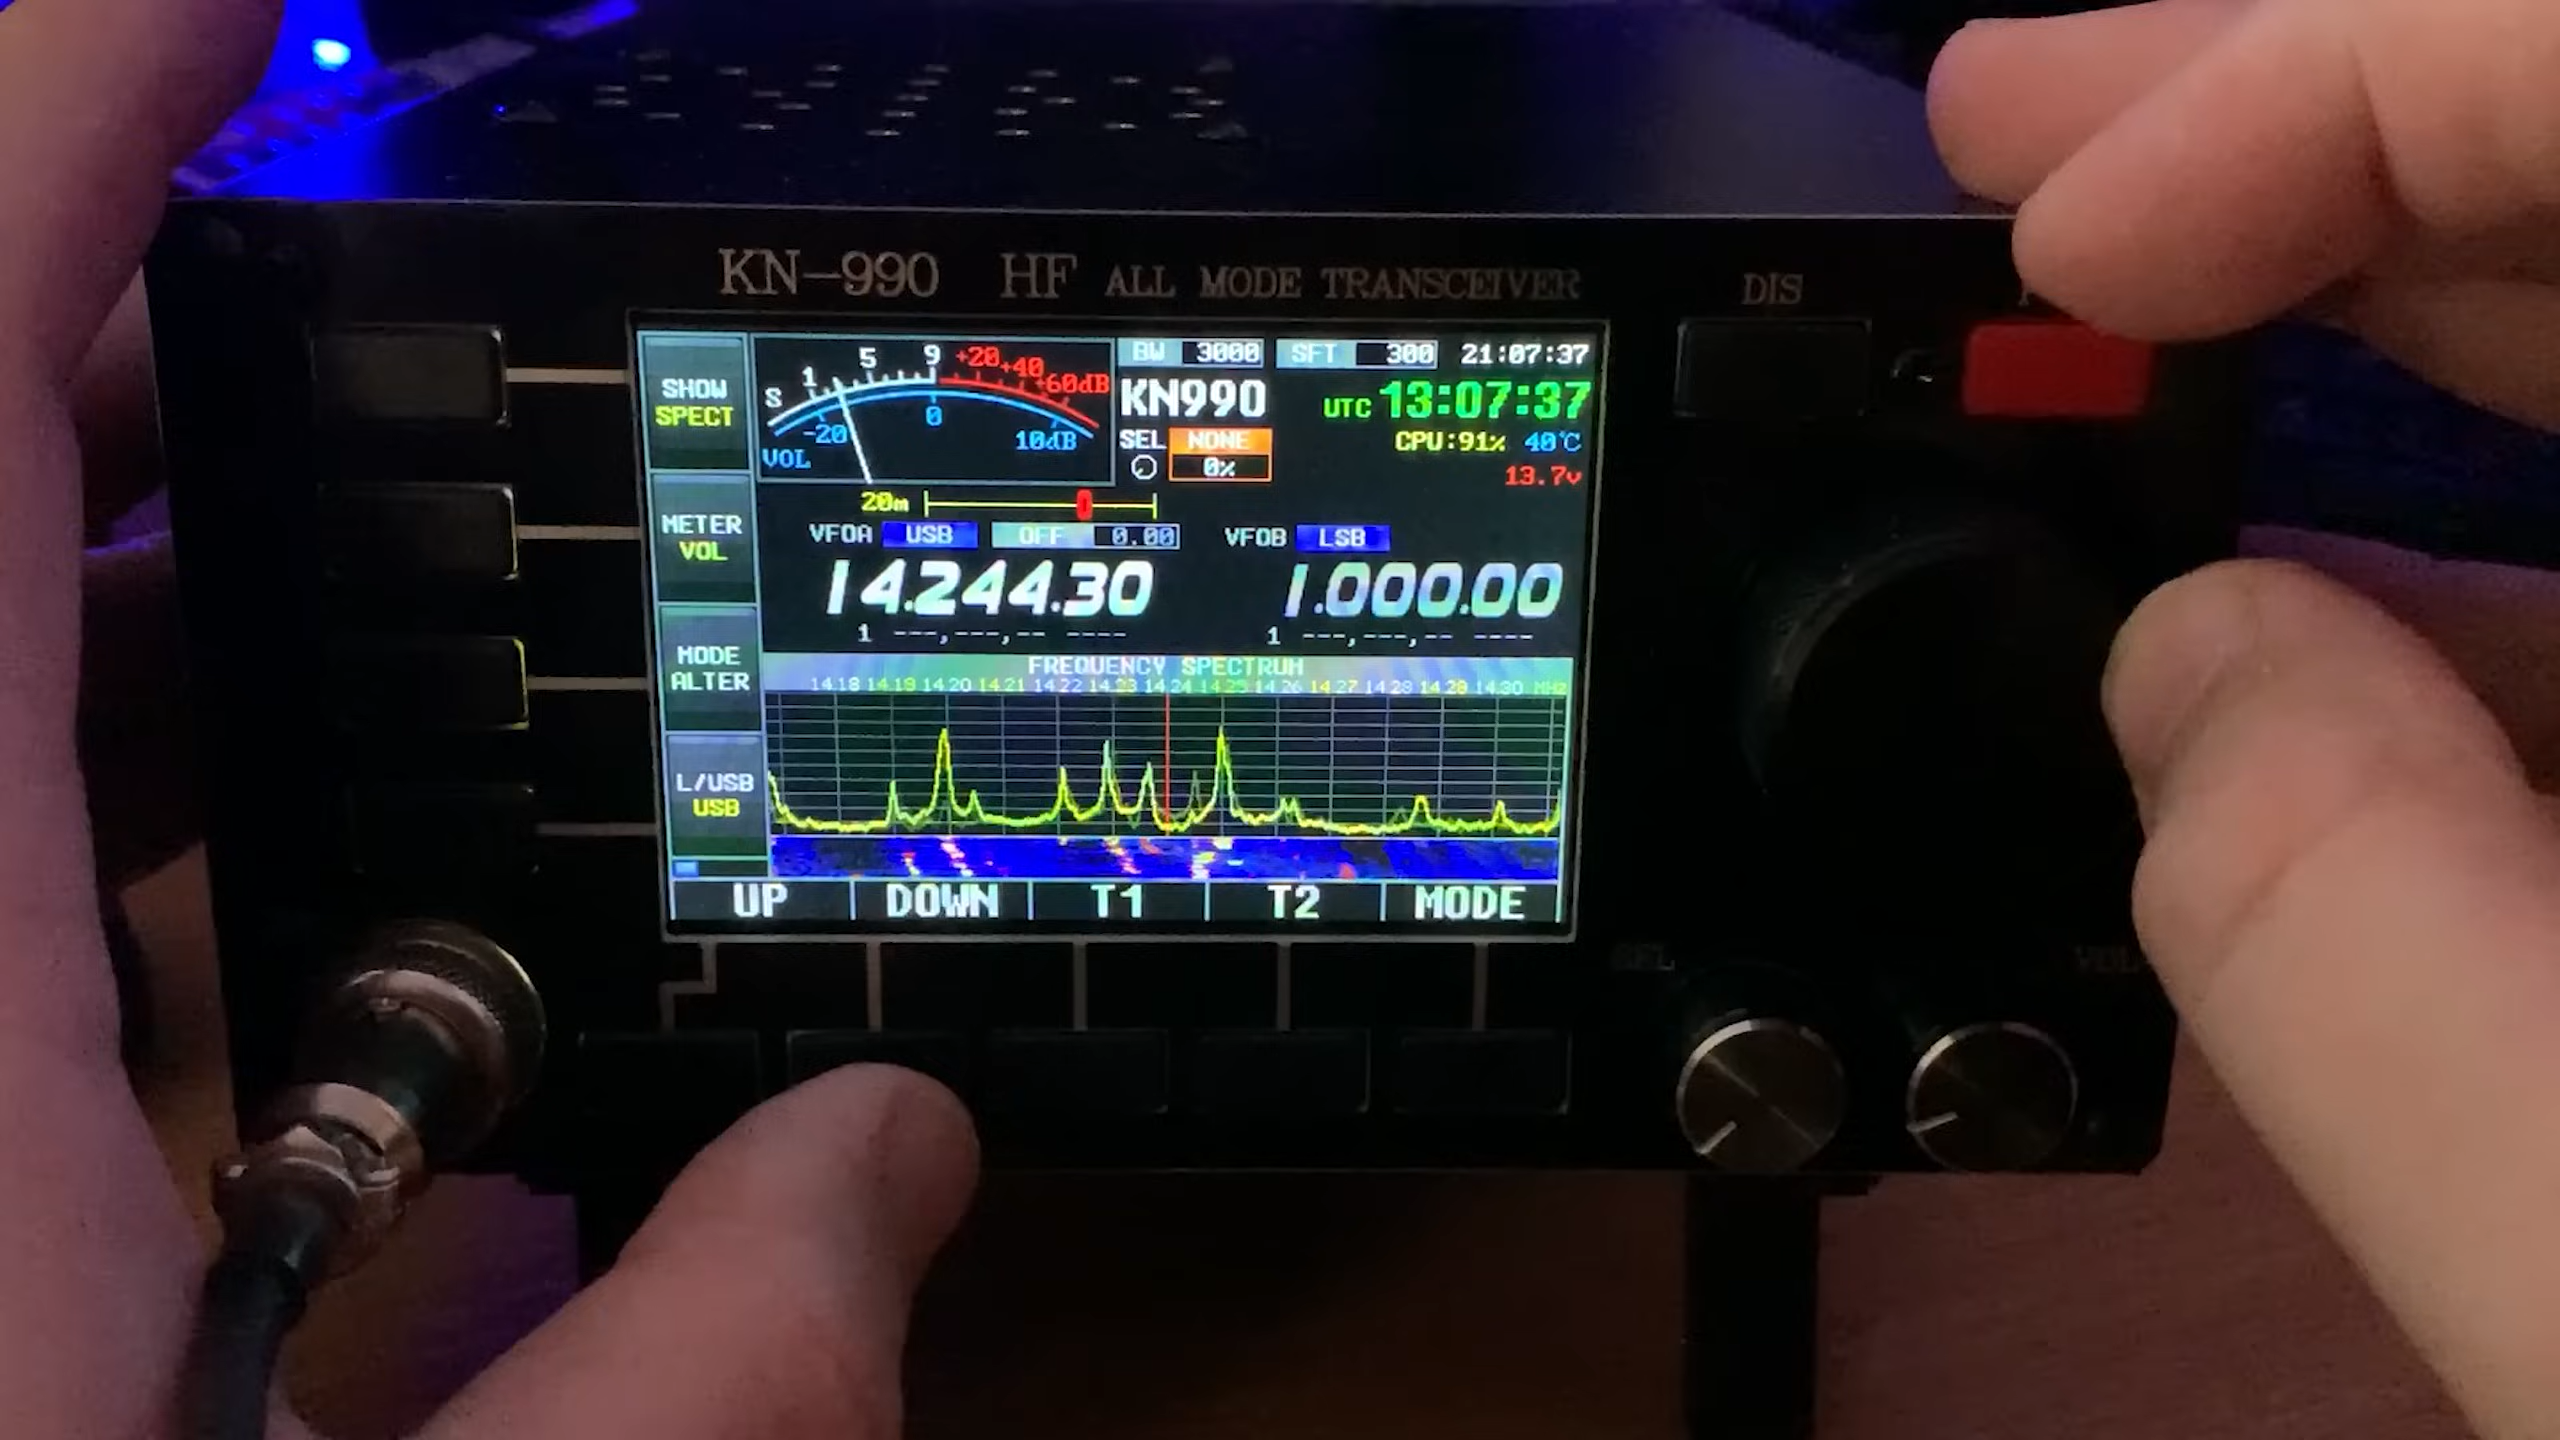 KN-990 HF ALL MODE TRANSCEIVER
DIS
SHOW
SPECT
METER
VOL
MODE
ALTER
L/USB
USB
S 1 5 9 +20 +40 +60dB
-20 0 10dB
VOL
BW 3000 SFT 300 21:07:37
KN990 UTC 13:07:37
SEL NONE CPU:91% 40°C
0% 13.7v
20m
VFOA USB OFF 0.00 VFOB LSB
14.244.30 1.000.00
1 ---,---,-- ---- 1 ---,---,-- ----
FREQUENCY SPECTRUM
14.18 14.19 14.20 14.21 14.22 14.23 14.24 14.25 14.26 14.27 14.28 14.28 14.30 MHz
UP DOWN T1 T2 MODE
SEL VOL